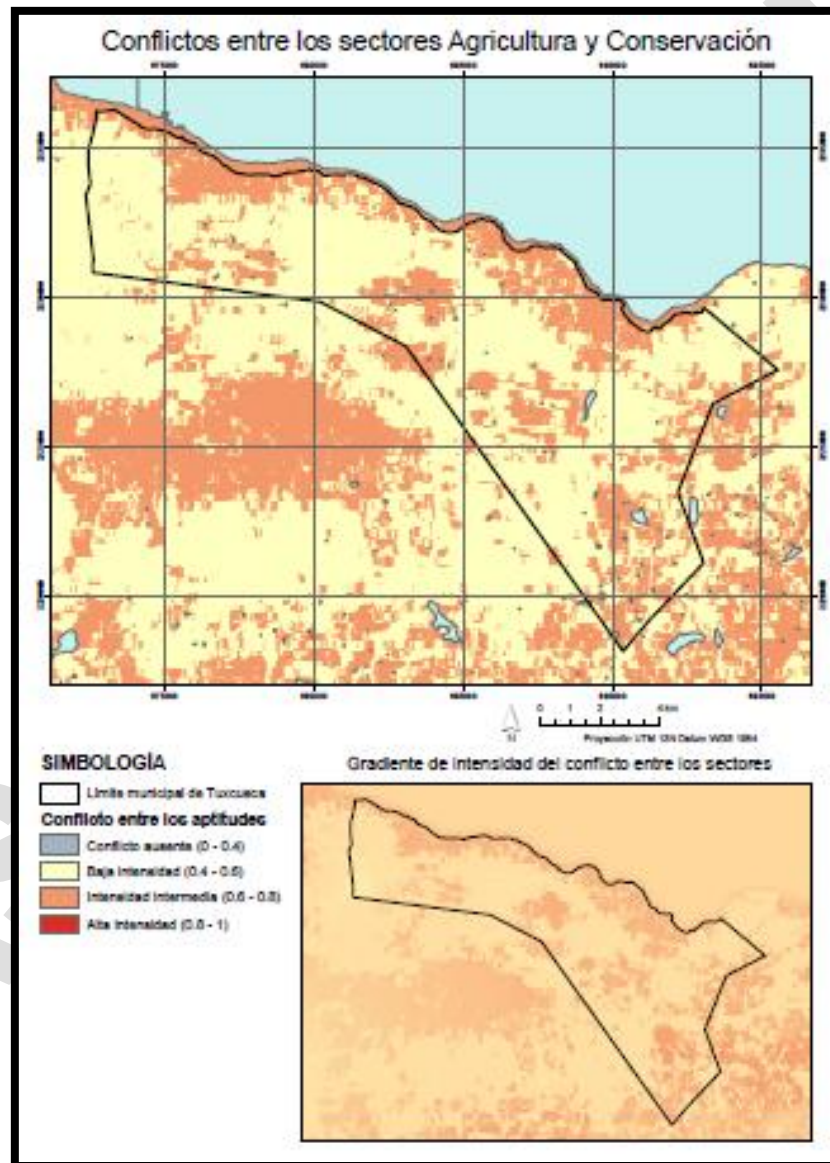 Conflictos entre los sectores Agricultura y Conservación
0 1 2 4 km
N
Proyección UTM 13N Datum WGS 1984
SIMBOLOGÍA
Límite municipal de Tuxcueca
Conflicto entre los aptitudes
Conflicto ausente (0 - 0.4)
Baja intensidad (0.4 - 0.6)
Intensidad intermedia (0.6 - 0.8)
Alta intensidad (0.8 - 1)
Gradiente de intensidad del conflicto entre los sectores